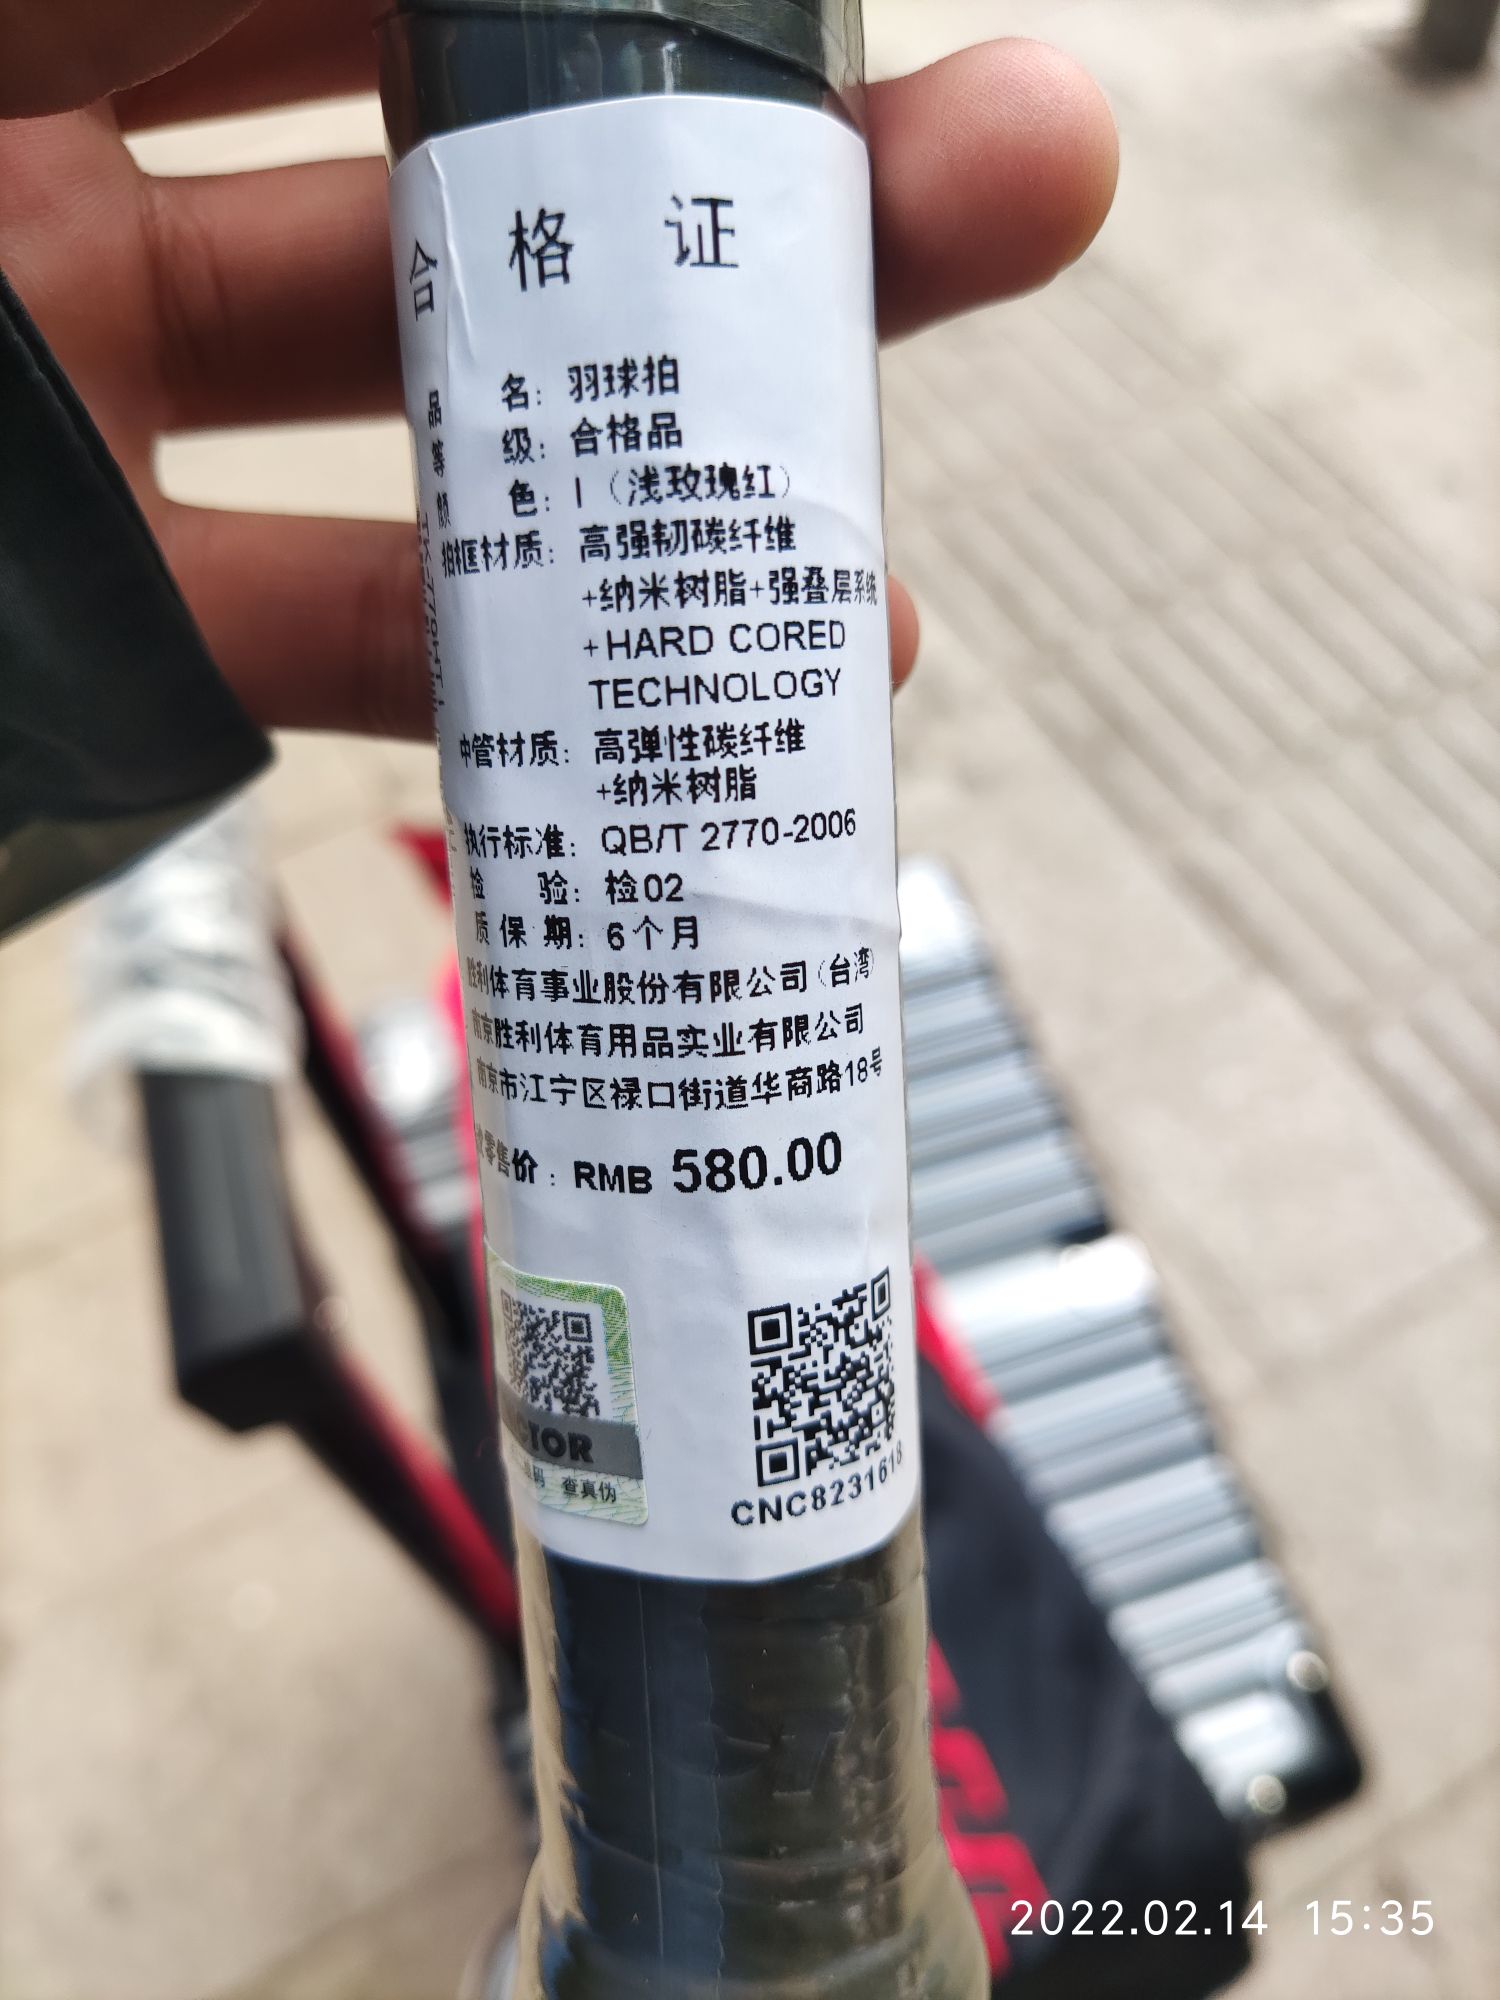 合 格 证
品 名: 羽球拍
等 级: 合格品
颜 色: I（浅玫瑰红）
拍框材质: 高强韧碳纤维
+纳米树脂+强叠层系统
+HARD CORED
TECHNOLOGY
中管材质: 高弹性碳纤维
+纳米树脂
执行标准: QB/T 2770-2006
检 验: 检02
质 保 期: 6个月
胜利体育事业股份有限公司(台湾)
南京胜利体育用品实业有限公司
南京市江宁区禄口街道华商路18号
零售价: RMB 580.00
CTOR
码 查真伪
CNC8231618
2022.02.14 15:35